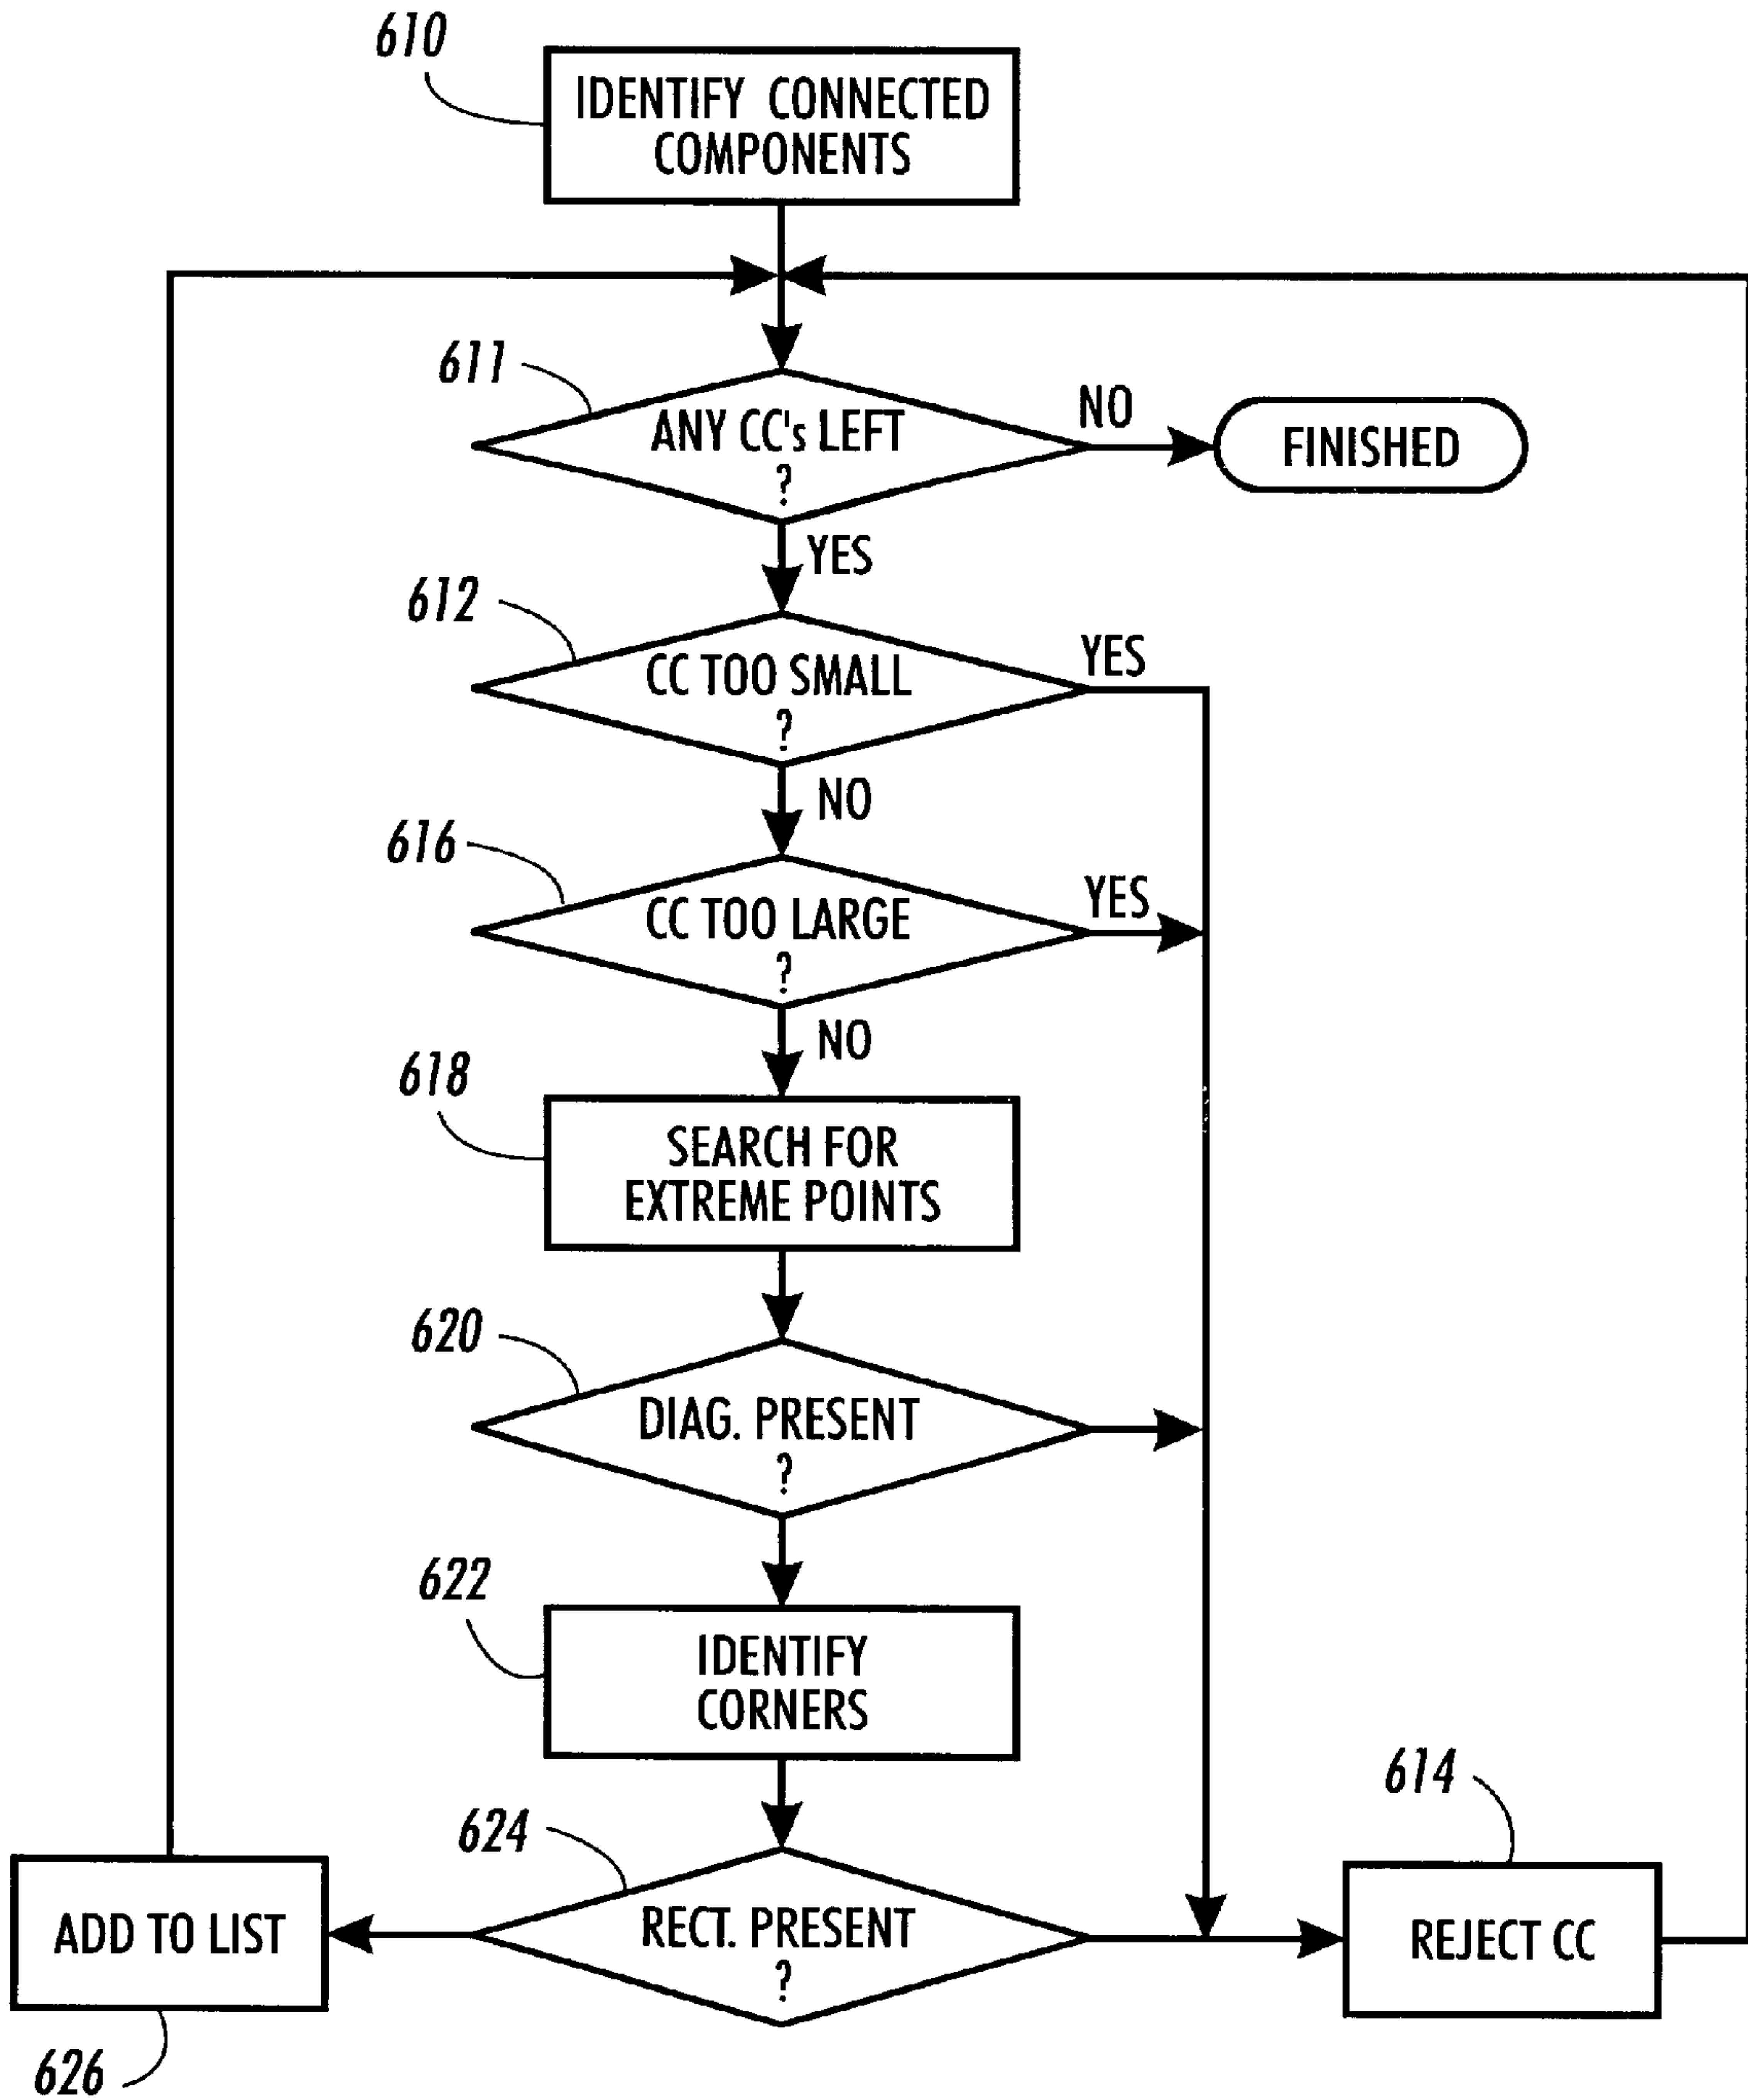 610
IDENTIFY CONNECTED
COMPONENTS
611
ANY CC's LEFT
?
NO
FINISHED
YES
612
CC TOO SMALL
?
YES
NO
616
CC TOO LARGE
?
YES
NO
618
SEARCH FOR
EXTREME POINTS
620
DIAG. PRESENT
?
622
IDENTIFY
CORNERS
624
RECT. PRESENT
?
614
REJECT CC
ADD TO LIST
626